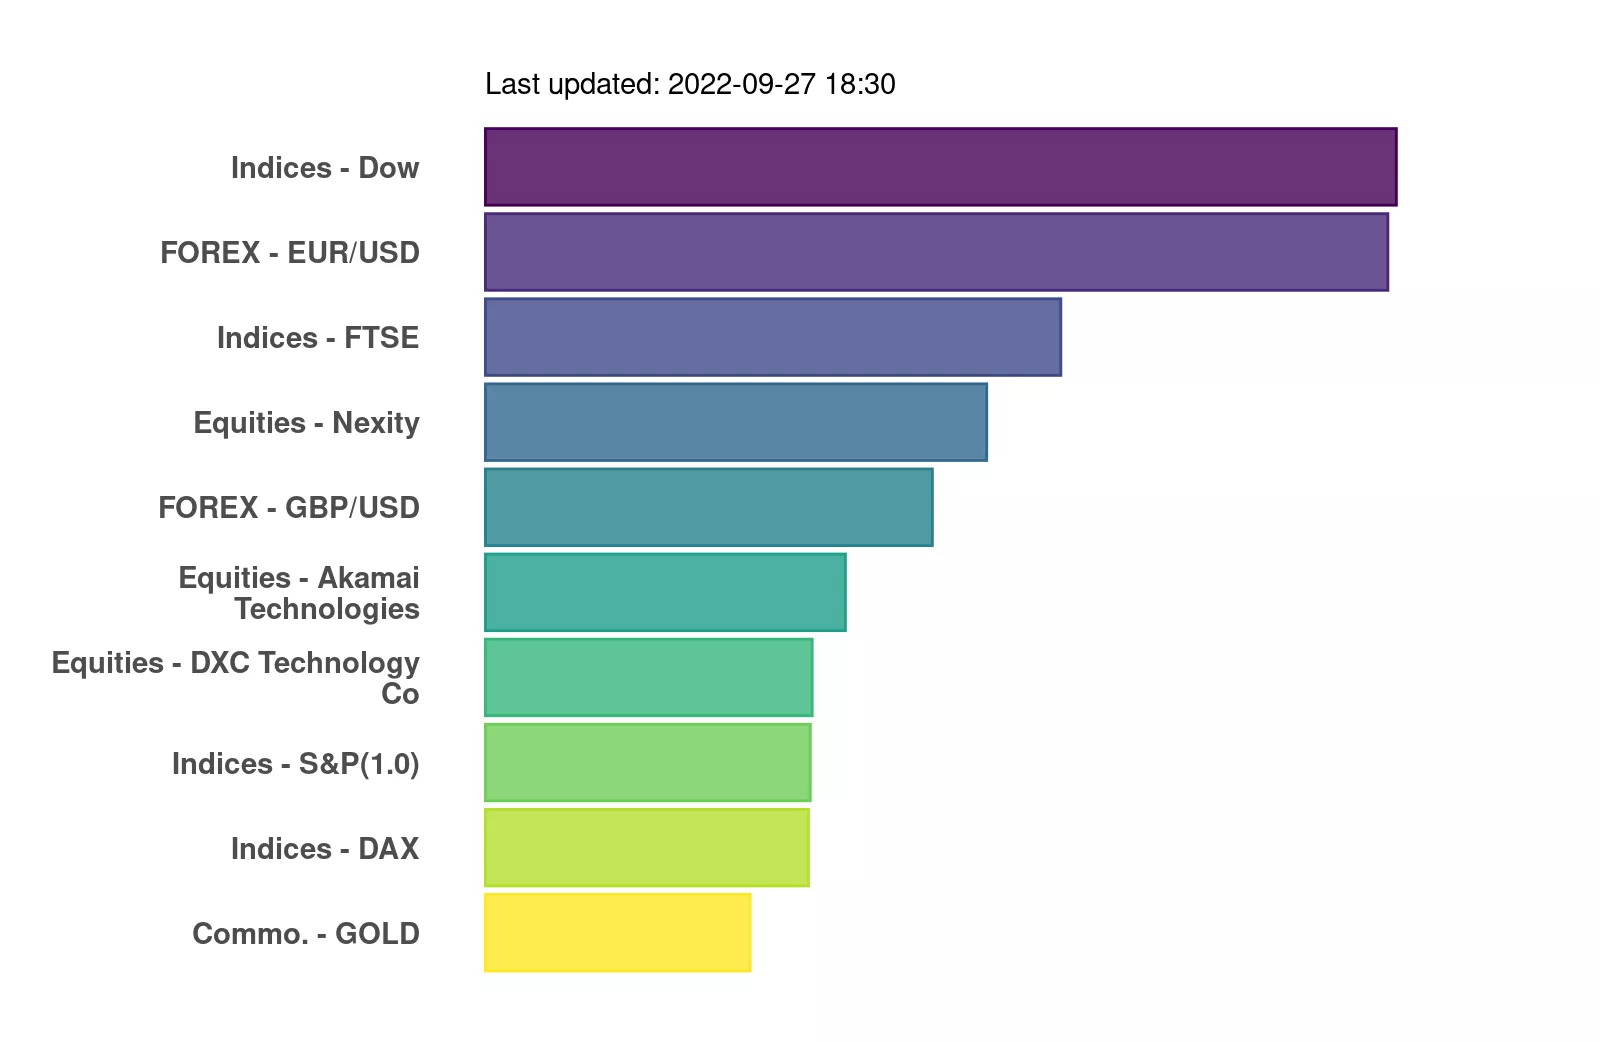 Last updated: 2022-09-27 18:30
Indices - Dow
FOREX - EUR/USD
Indices - FTSE
Equities - Nexity
FOREX - GBP/USD
Equities - Akamai
Technologies
Equities - DXC Technology
Co
Indices - S&P(1.0)
Indices - DAX
Commo. - GOLD